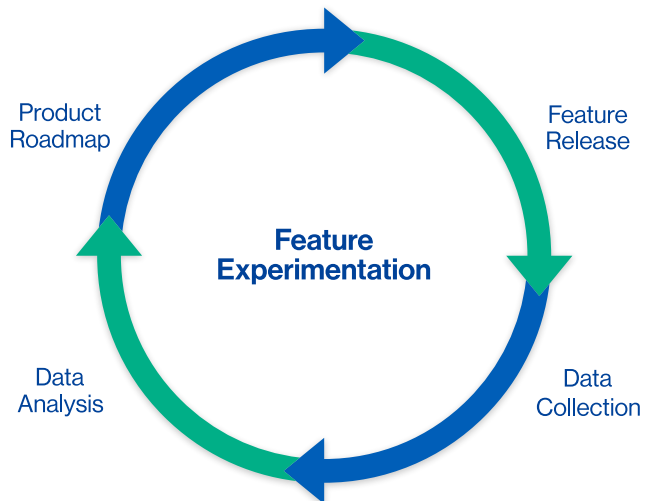 Product
Roadmap
Feature
Release
Feature
Experimentation
Data
Analysis
Data
Collection